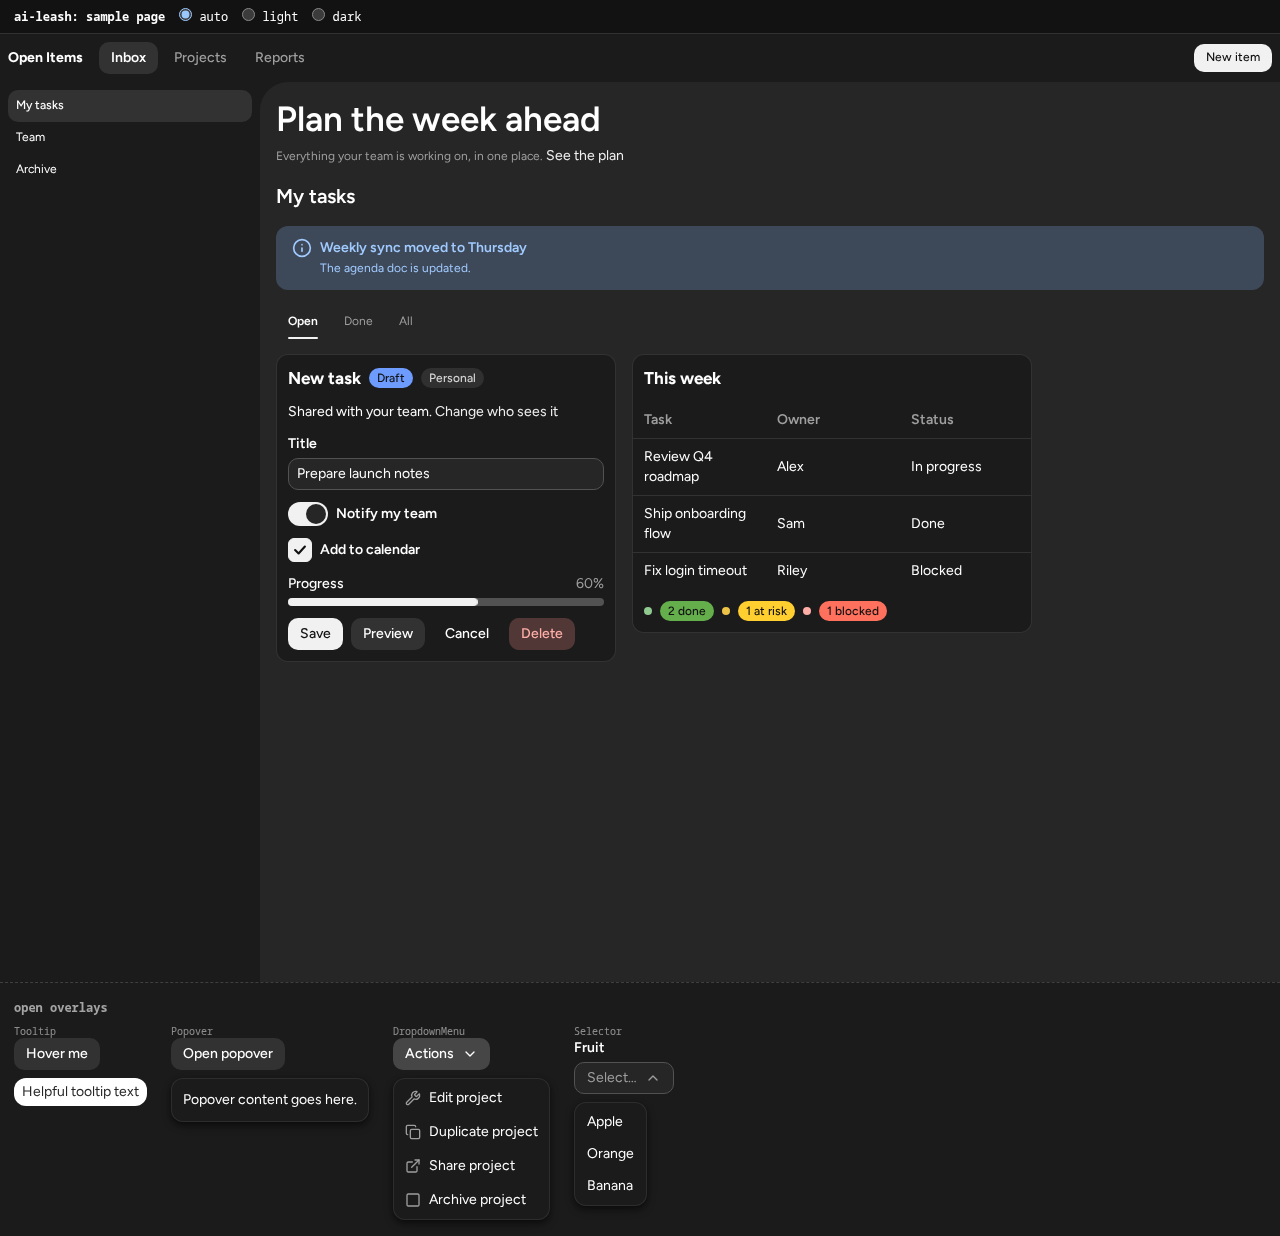 ai-leash: sample page auto light dark
Open Items Inbox Projects Reports New item
My tasks
Team
Archive
Plan the week ahead
Everything your team is working on, in one place. See the plan
My tasks
Weekly sync moved to Thursday
The agenda doc is updated.
Open Done All
New task Draft Personal
Shared with your team. Change who sees it
Title
Prepare launch notes
Notify my team
Add to calendar
Progress 60%
Save Preview Cancel Delete
This week
Task Owner Status
Review Q4
roadmap
Alex In progress
Ship onboarding
flow
Sam Done
Fix login timeout Riley Blocked
2 done 1 at risk 1 blocked
open overlays
Tooltip
Hover me
Helpful tooltip text
Popover
Open popover
Popover content goes here.
DropdownMenu
Actions
Edit project
Duplicate project
Share project
Archive project
Selector
Fruit
Select...
Apple
Orange
Banana